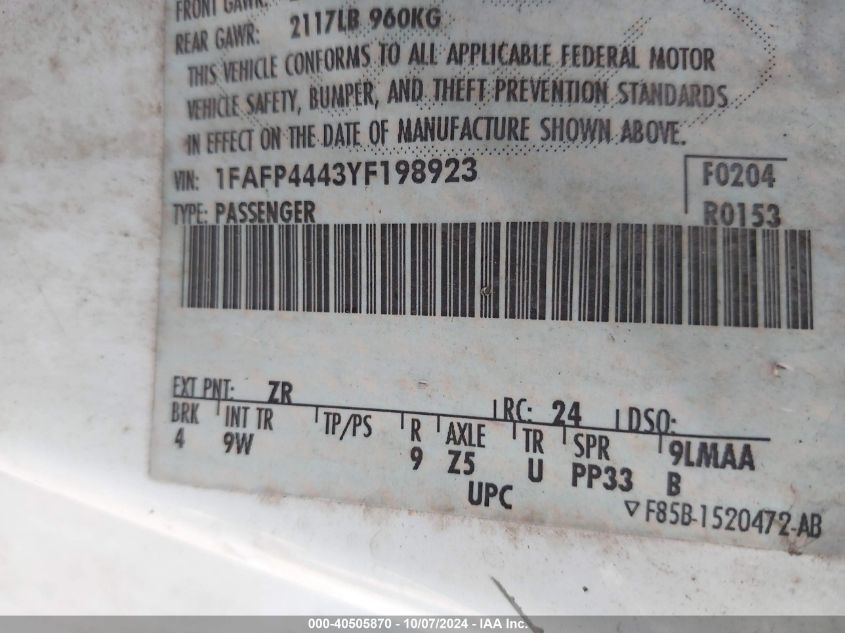 FRONT GAWR:
REAR GAWR: 2117LB 960KG
THIS VEHICLE CONFORMS TO ALL APPLICABLE FEDERAL MOTOR
VEHICLE SAFETY, BUMPER, AND THEFT PREVENTION STANDARDS
IN EFFECT ON THE DATE OF MANUFACTURE SHOWN ABOVE.
VIN: 1FAFP4443YF198923 F0204
TYPE: PASSENGER R0153
EXT PNT: ZR RC: 24 DSO:
BRK INT TR TP/PS R AXLE TR SPR 9LMAA
4 9W 9 Z5 U PP33 B
UPC ▽F85B-1520472-AB
000-40505870 - 10/07/2024 - IAA Inc.